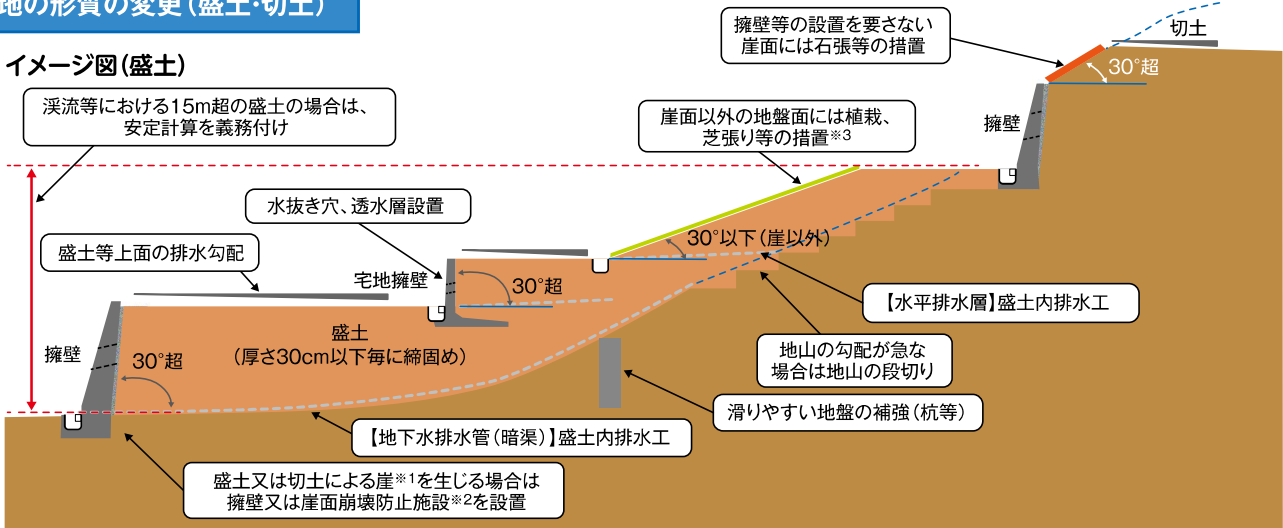 地の形質の変更（盛土・切土）
イメージ図（盛土）
渓流等における15m超の盛土の場合は、
安定計算を義務付け
擁壁等の設置を要さない
崖面には石張等の措置
切土
30°超
擁壁
崖面以外の地盤面には植栽、
芝張り等の措置※3
水抜き穴、透水層設置
盛土等上面の排水勾配
宅地擁壁
30°超
30°以下（崖以外）
【水平排水層】盛土内排水工
盛土
（厚さ30cm以下毎に締固め）
擁壁
30°超
地山の勾配が急な
場合は地山の段切り
滑りやすい地盤の補強（杭等）
【地下水排水管（暗渠）】盛土内排水工
盛土又は切土による崖※1を生じる場合は
擁壁又は崖面崩壊防止施設※2を設置